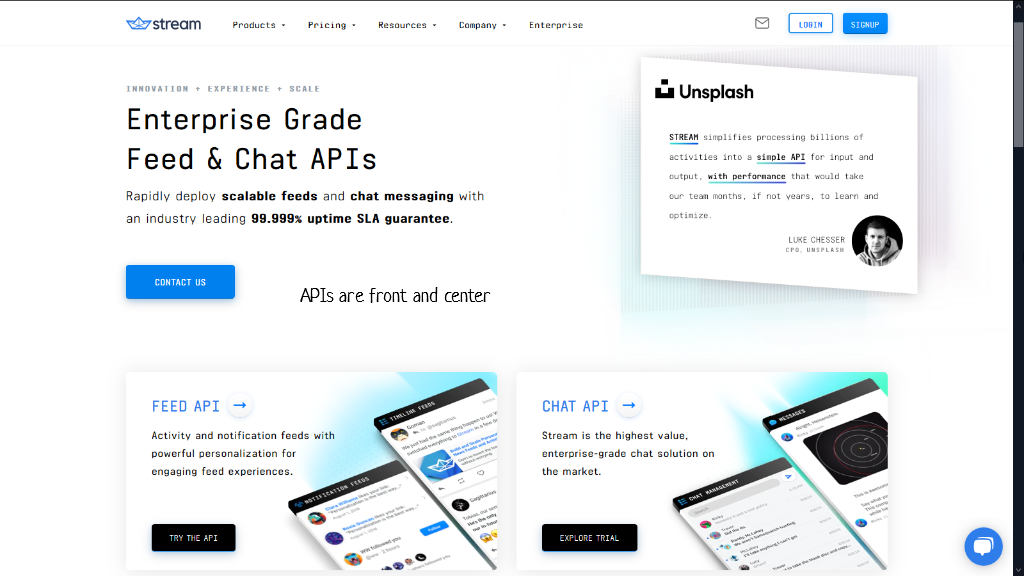 stream
Products
Pricing
Resources
Company
Enterprise
LOGIN
SIGNUP
INNOVATION + EXPERIENCE + SCALE
Enterprise Grade
Feed & Chat APIs
Rapidly deploy scalable feeds and chat messaging with
an industry leading 99.999% uptime SLA guarantee.
CONTACT US
APIs are front and center
Unsplash
STREAM simplifies processing billions of
activities into a simple API for input and
output, with performance that would take
our team months, if not years, to learn and
optimize.
LUKE CHESSER
CPO, UNSPLASH
FEED API
Activity and notification feeds with
powerful personalization for
engaging feed experiences.
TRY THE API
TIMELINE FEEDS
NOTIFICATION FEEDS
CHAT API
Stream is the highest value,
enterprise-grade chat solution on
the market.
EXPLORE TRIAL
MESSAGES
CHAT MANAGEMENT